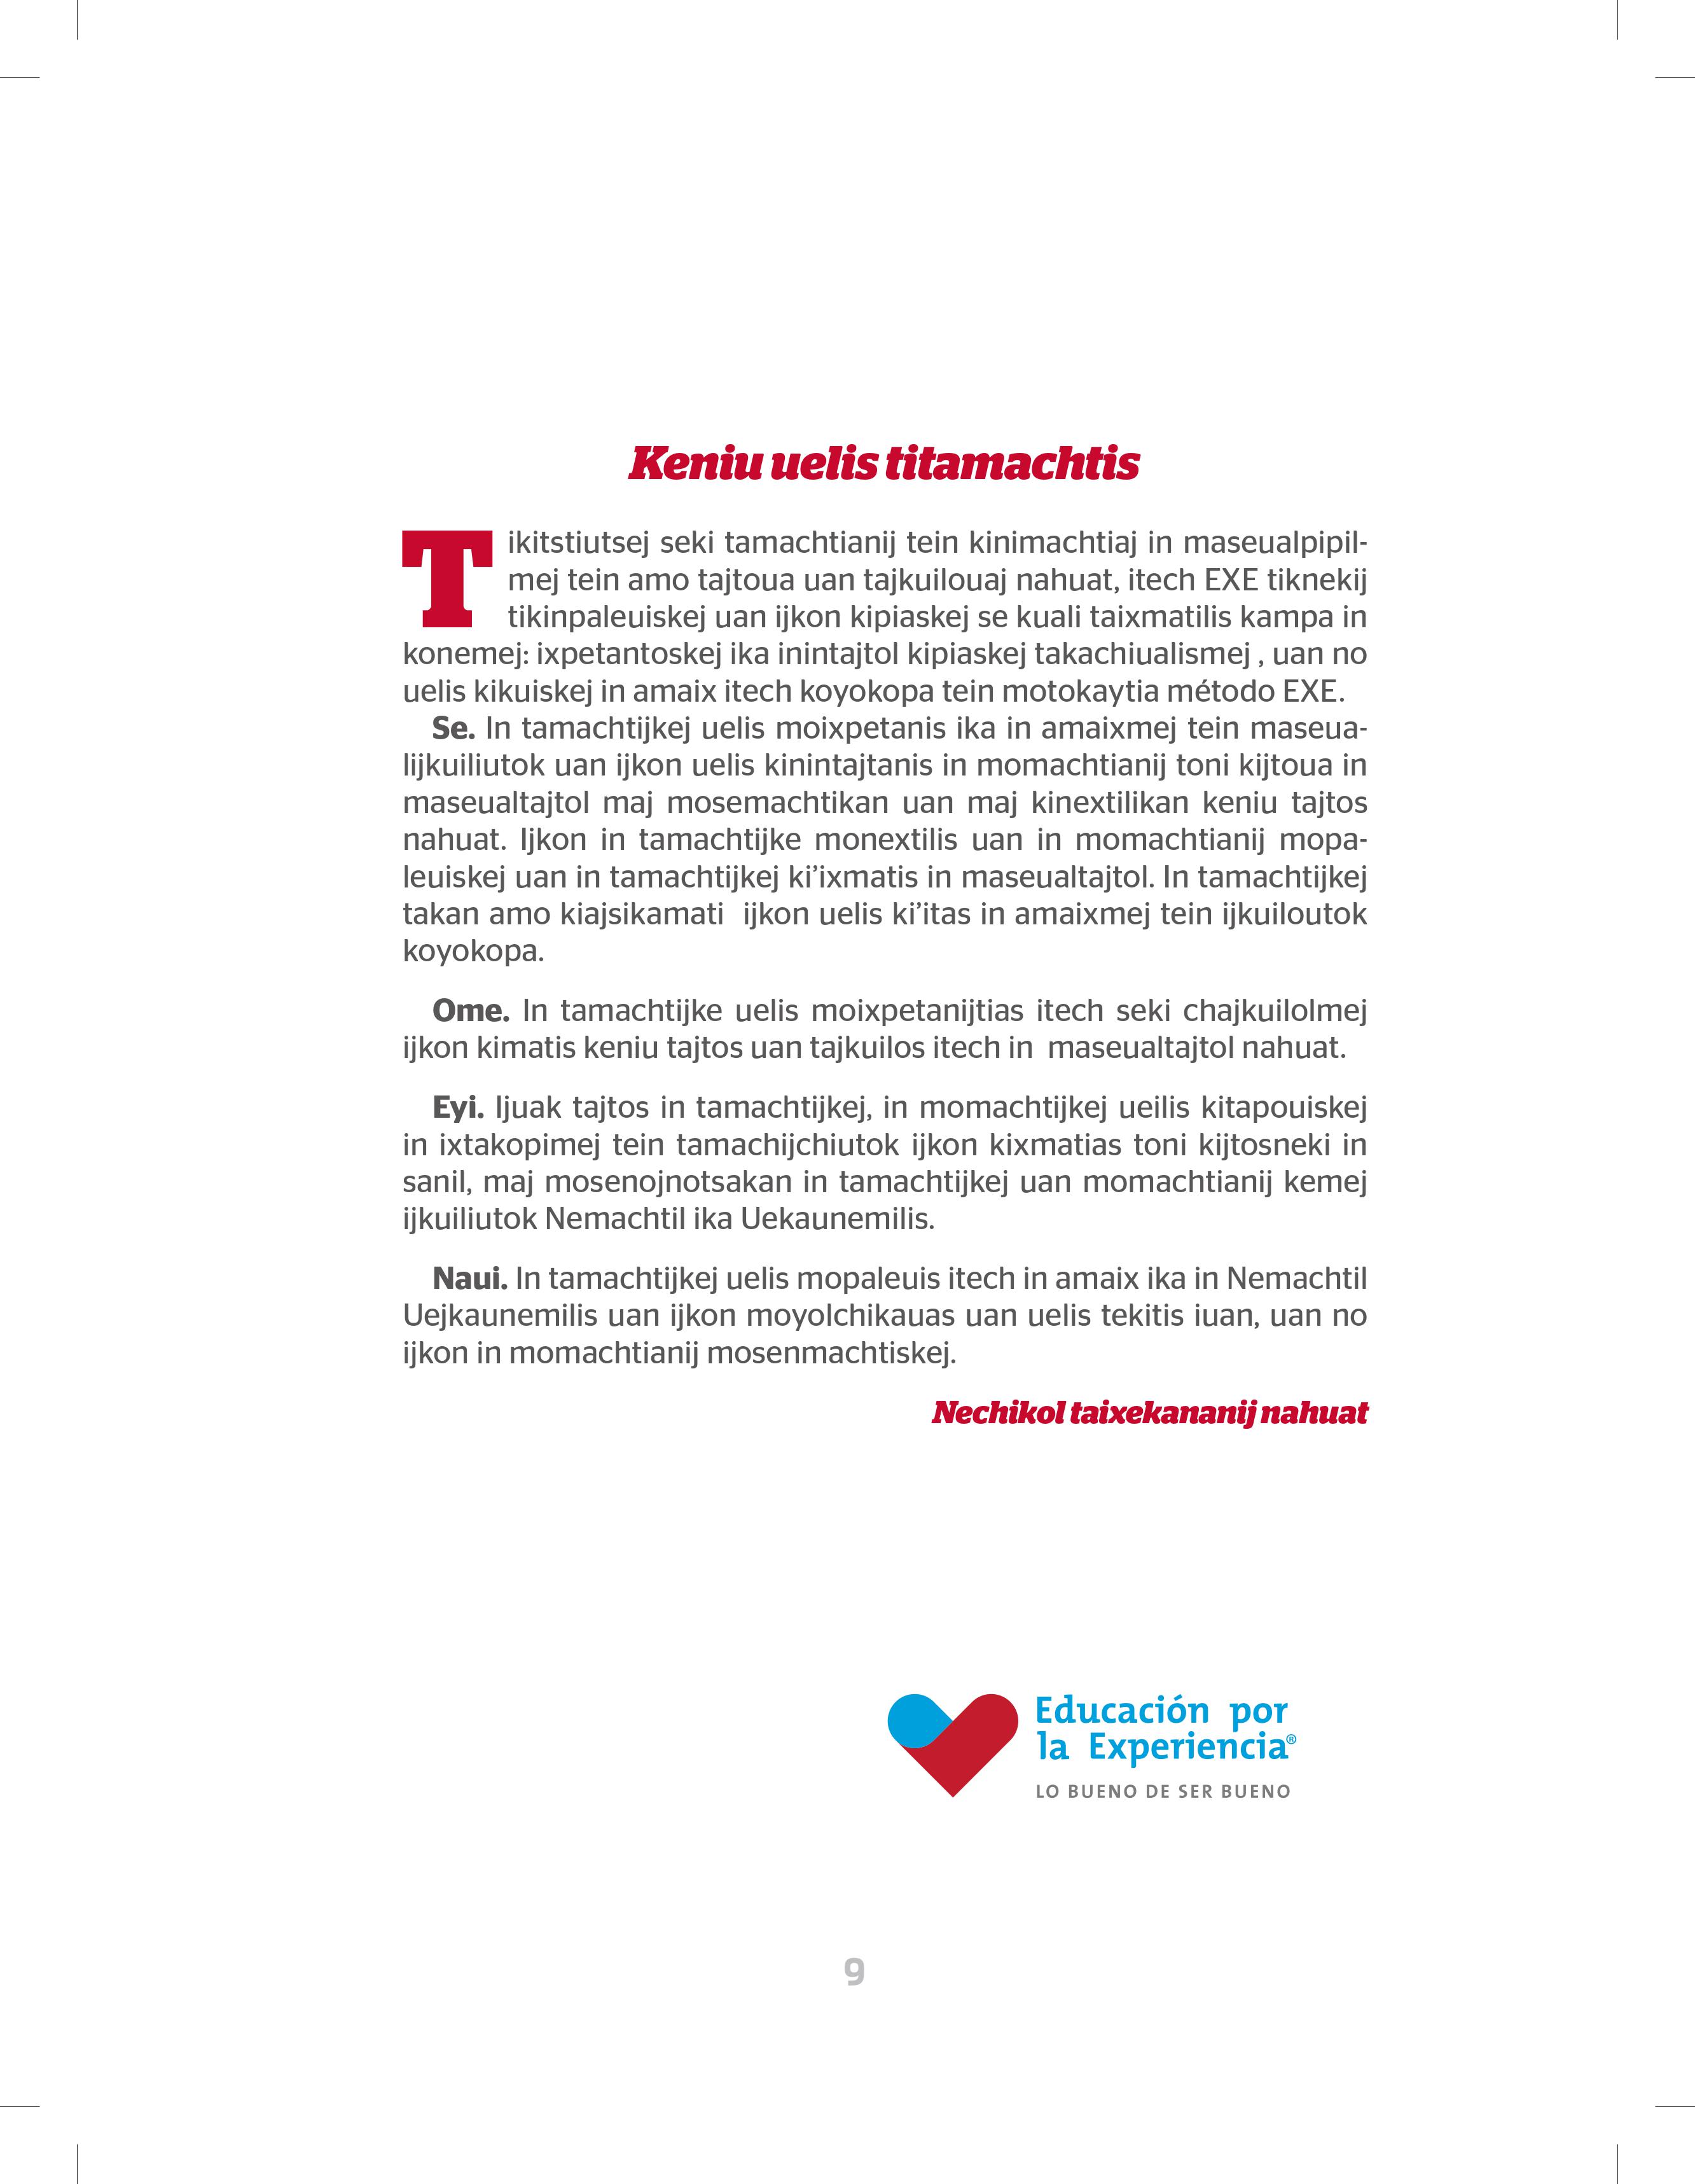 Keniu uelis titamachtis
Tikitstiutsej seki tamachtianij tein kinimachtiaj in maseualpipil-
mej tein amo tajtoua uan tajkuilouaj nahuat, itech EXE tiknekij
tikinpaleuiskej uan ijkon kipiaskej se kuali taixmatilis kampa in
konemej: ixpetantoskej ika inintajtol kipiaskej takachiualismej , uan no
uelis kikuiskej in amaix itech koyokopa tein motokaytia método EXE.
Se. In tamachtijkej uelis moixpetanis ika in amaixmej tein maseua-
lijkuiliutok uan ijkon uelis kinintajtanis in momachtianij toni kijtoua in
maseualtajtol maj mosemachtikan uan maj kinextilikan keniu tajtos
nahuat. Ijkon in tamachtijke monextilis uan in momachtianij mopa-
leuiskej uan in tamachtijkej ki’ixmatis in maseualtajtol. In tamachtijkej
takan amo kiajsikamati ijkon uelis ki’itas in amaixmej tein ijkuiloutok
koyokopa.
Ome. In tamachtijke uelis moixpetanijtias itech seki chajkuilolmej
ijkon kimatis keniu tajtos uan tajkuilos itech in maseualtajtol nahuat.
Eyi. Ijuak tajtos in tamachtijkej, in momachtijkej ueilis kitapouiskej
in ixtakopimej tein tamachijchiutok ijkon kixmatias toni kijtosneki in
sanil, maj mosenojnotsakan in tamachtijkej uan momachtianij kemej
ijkuiliutok Nemachtil ika Uekaunemilis.
Naui. In tamachtijkej uelis mopaleuis itech in amaix ika in Nemachtil
Uejkaunemilis uan ijkon moyolchikauas uan uelis tekitis iuan, uan no
ijkon in momachtianij mosenmachtiskej.
Nechikol taixekananij nahuat
Educación por
la Experiencia®
LO BUENO DE SER BUENO
9